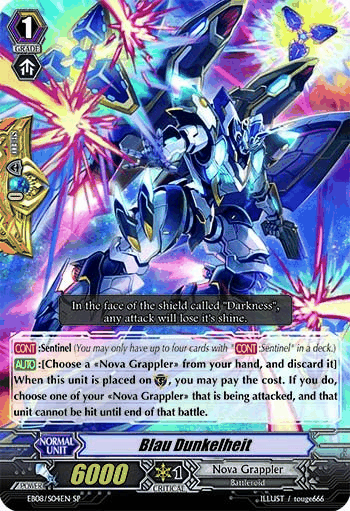 1
GRADE
SHIELD
0
In the face of the shield called "Darkness",
any attack will lose it's shine.
CONT :Sentinel (You may only have up to four cards with "CONT:Sentinel" in a deck.)
AUTO :[Choose a «Nova Grappler» from your hand, and discard it]
When this unit is placed on G, you may pay the cost. If you do,
choose one of your «Nova Grappler» that is being attacked, and that
unit cannot be hit until end of that battle.
NORMAL
UNIT
Blau Dunkelheit
POWER
6000
1
CRITICAL
Nova Grappler
Battleroid
EB08/S04EN SP
ILLUST / touge666